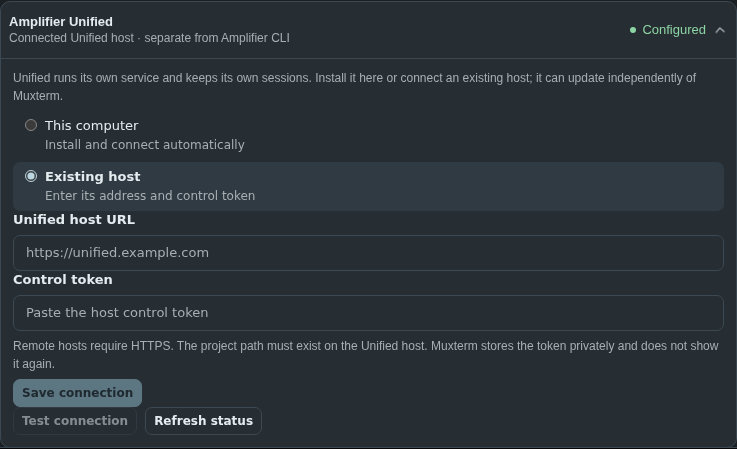 Amplifier Unified
Connected Unified host · separate from Amplifier CLI
Configured
Unified runs its own service and keeps its own sessions. Install it here or connect an existing host; it can update independently of
Muxterm.
This computer
Install and connect automatically
Existing host
Enter its address and control token
Unified host URL
https://unified.example.com
Control token
Paste the host control token
Remote hosts require HTTPS. The project path must exist on the Unified host. Muxterm stores the token privately and does not show
it again.
Save connection
Test connection
Refresh status